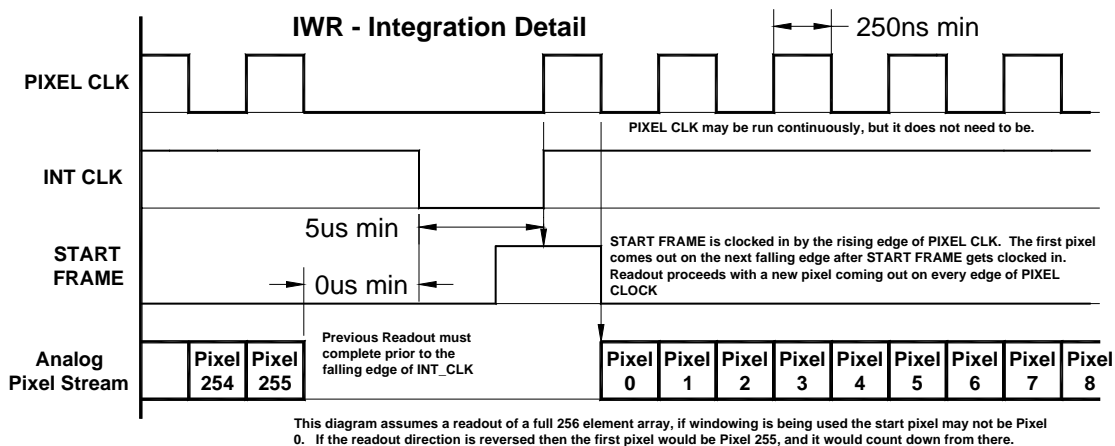 IWR - Integration Detail
250ns min
PIXEL CLK
PIXEL CLK may be run continuously, but it does not need to be.
INT CLK
5us min
START
FRAME
START FRAME is clocked in by the rising edge of PIXEL CLK. The first pixel
comes out on the next falling edge after START FRAME gets clocked in.
Readout proceeds with a new pixel coming out on every edge of PIXEL
CLOCK
0us min
Previous Readout must
complete prior to the
falling edge of INT_CLK
Analog
Pixel Stream
Pixel
254
Pixel
255
Pixel
0
Pixel
1
Pixel
2
Pixel
3
Pixel
4
Pixel
5
Pixel
6
Pixel
7
Pixel
8
This diagram assumes a readout of a full 256 element array, if windowing is being used the start pixel may not be Pixel
0. If the readout direction is reversed then the first pixel would be Pixel 255, and it would count down from there.